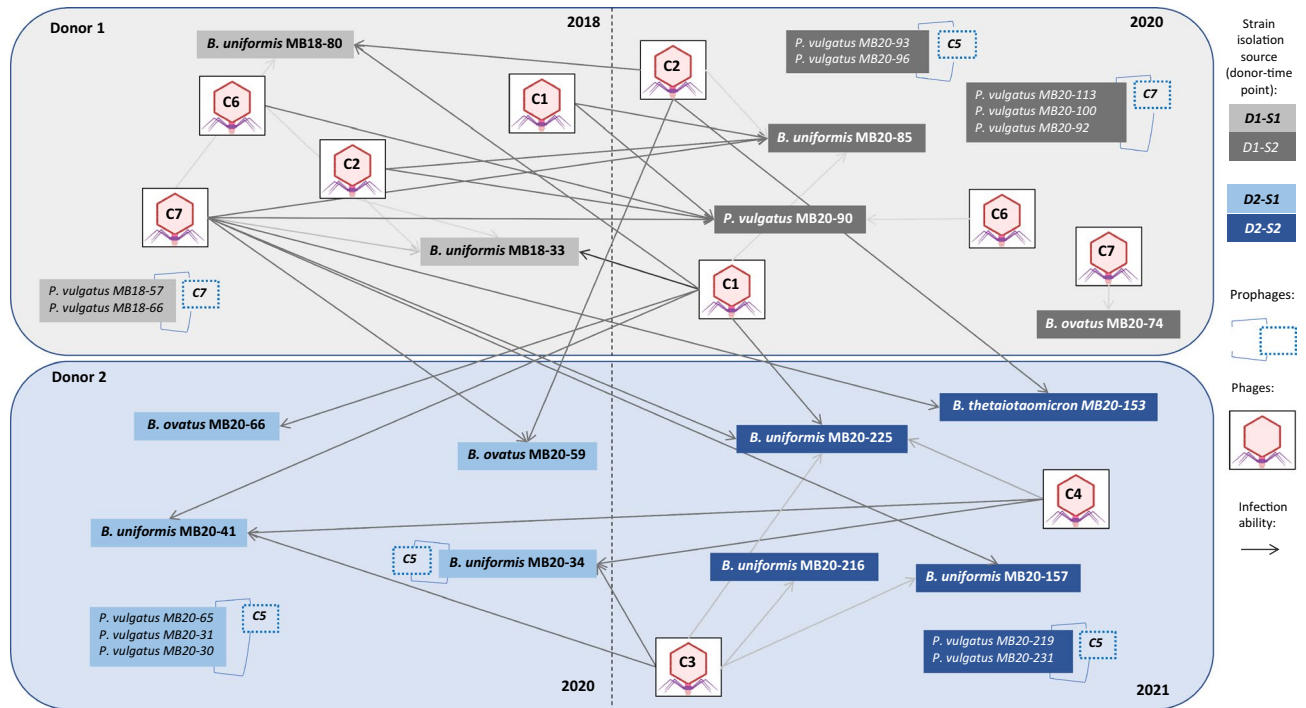 Donor 1
2018
2020
B. uniformis MB18-80
C6
C1
C2
C2
C7
B. uniformis MB18-33
P. vulgatus MB18-57
P. vulgatus MB18-66
C7
P. vulgatus MB20-93
P. vulgatus MB20-96
C5
P. vulgatus MB20-113
P. vulgatus MB20-100
P. vulgatus MB20-92
C7
B. uniformis MB20-85
P. vulgatus MB20-90
C6
C7
C1
B. ovatus MB20-74
Donor 2
B. ovatus MB20-66
B. ovatus MB20-59
B. thetaiotaomicron MB20-153
B. uniformis MB20-225
C4
B. uniformis MB20-41
C5
B. uniformis MB20-34
B. uniformis MB20-216
B. uniformis MB20-157
P. vulgatus MB20-65
P. vulgatus MB20-31
P. vulgatus MB20-30
C5
C3
P. vulgatus MB20-219
P. vulgatus MB20-231
C5
2020
2021
Strain
isolation
source
(donor-time
point):
D1-S1
D1-S2
D2-S1
D2-S2
Prophages:
Phages:
Infection
ability: